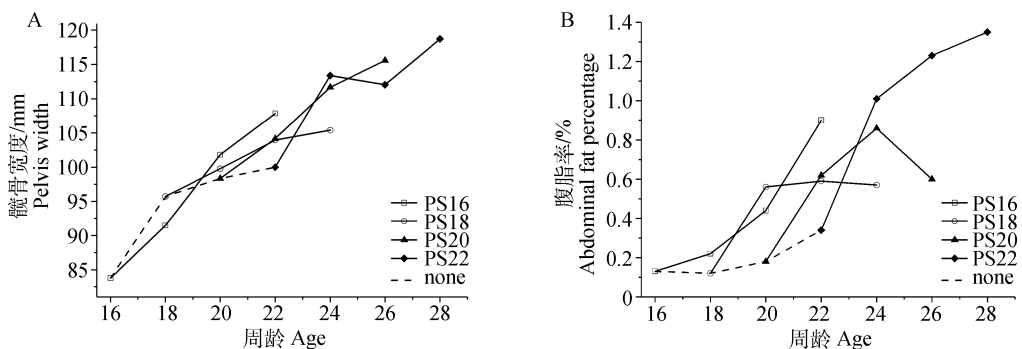 A
120
115
110
105
100
95
90
85
髋骨宽度/mm
Pelvis width
PS16
PS18
PS20
PS22
none
16 18 20 22 24 26 28
周龄 Age
B
1.4
1.2
1.0
0.8
0.6
0.4
0.2
0
腹脂率/%
Abdominal fat percentage
PS16
PS18
PS20
PS22
none
16 18 20 22 24 26 28
周龄 Age